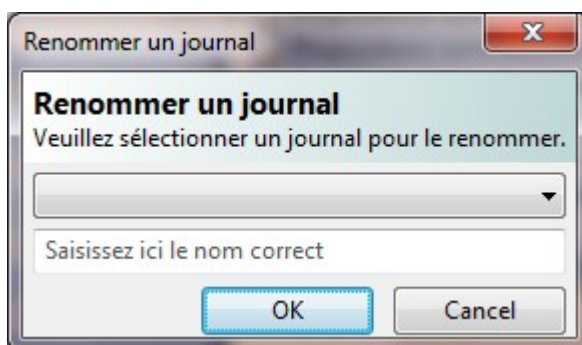 Renommer un journal
Renommer un journal
Veuillez sélectionner un journal pour le renommer.
Saisissez ici le nom correct
OK Cancel